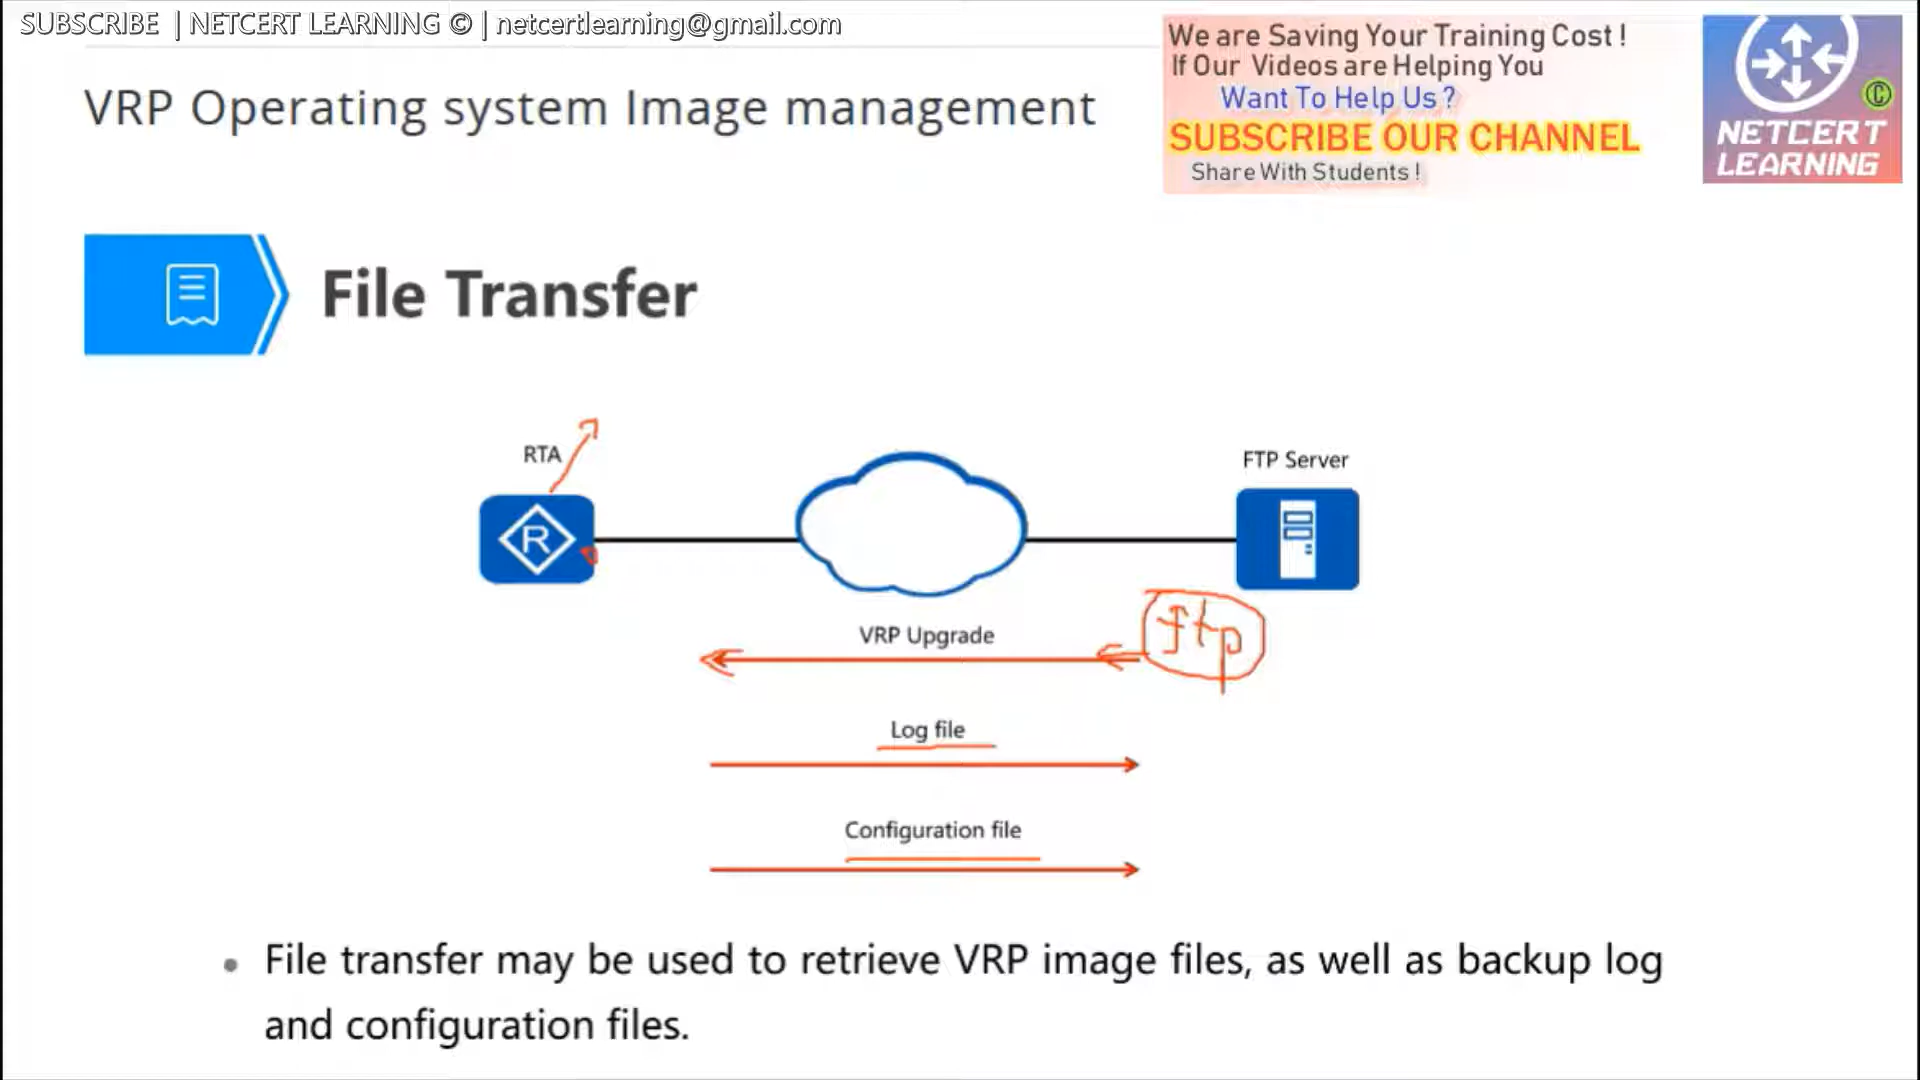 SUBSCRIBE | NETCERT LEARNING © | netcertlearning@gmail.com
We are Saving Your Training Cost !
If Our Videos are Helping You
Want To Help Us ?
SUBSCRIBE OUR CHANNEL
Share With Students !
©
NETCERT
LEARNING
VRP Operating system Image management
File Transfer
RTA
FTP Server
R
ftp
VRP Upgrade
Log file
Configuration file
• File transfer may be used to retrieve VRP image files, as well as backup log
and configuration files.